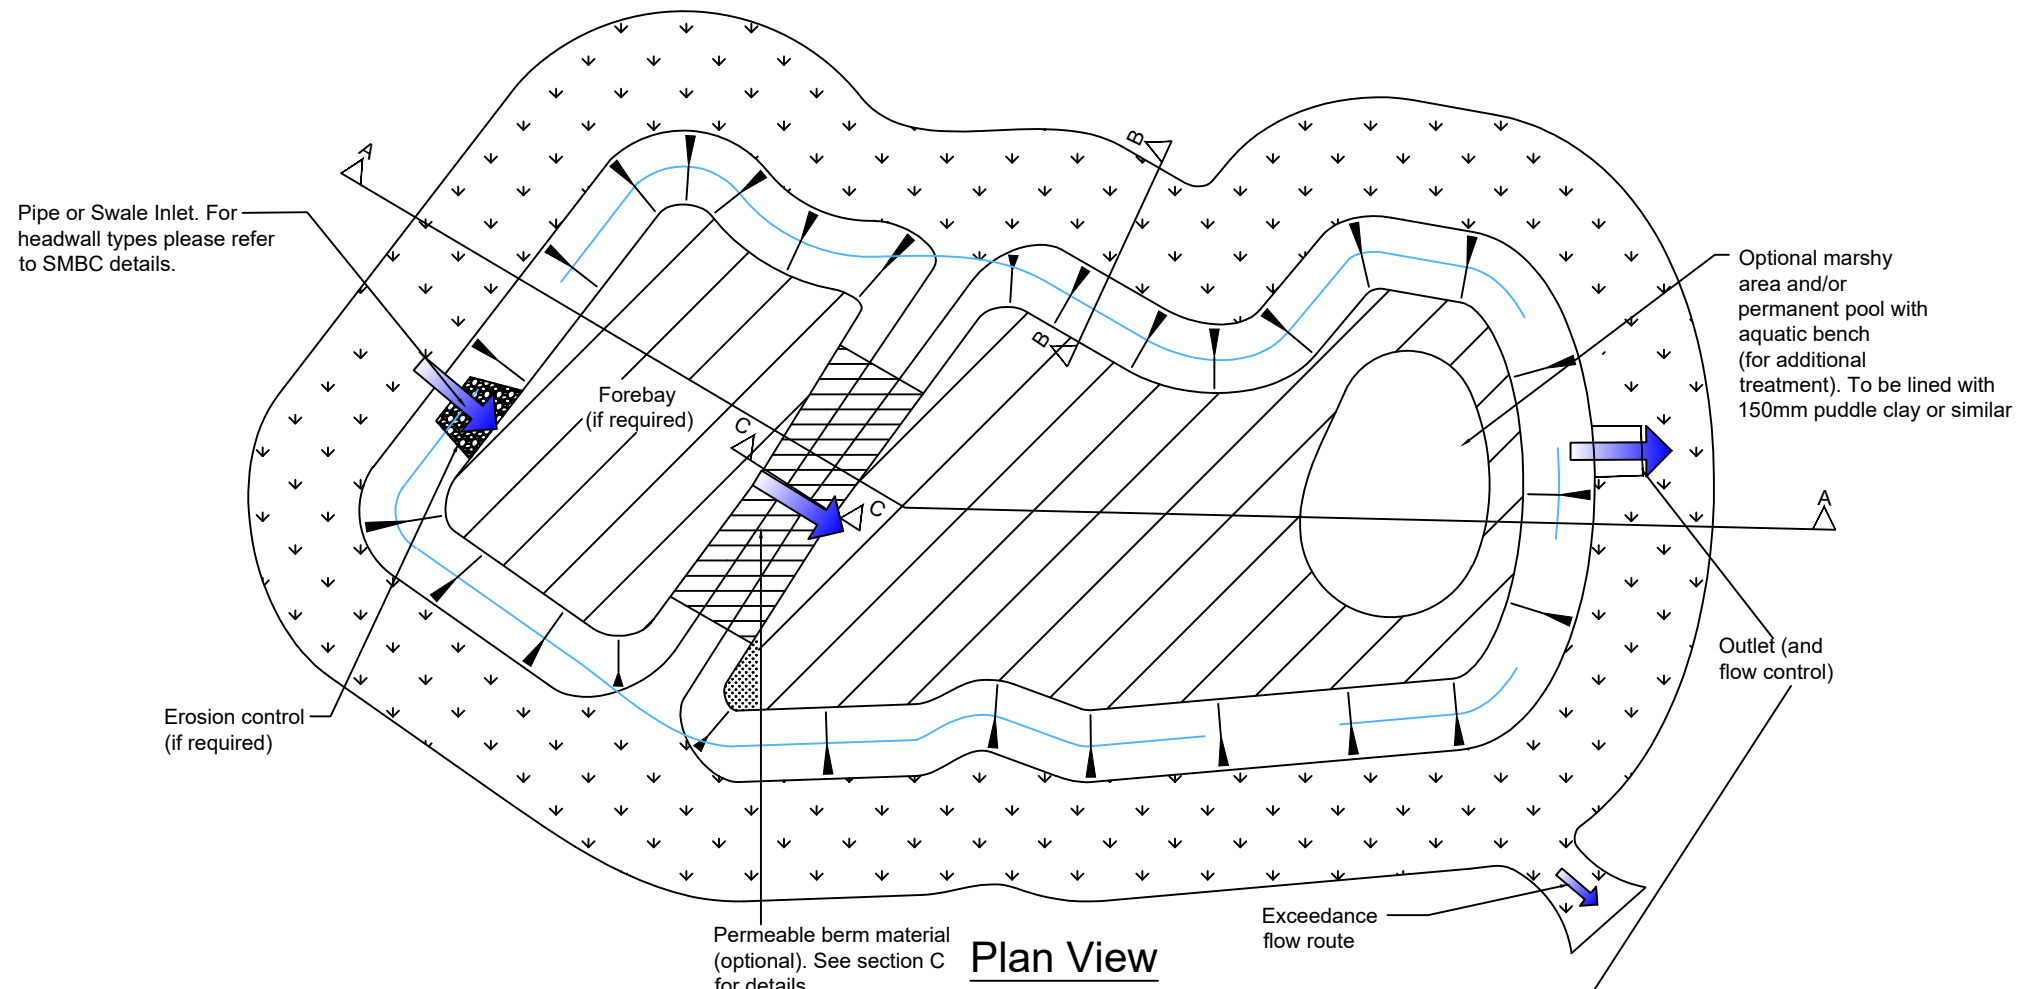 A
B
Pipe or Swale Inlet. For
headwall types please refer
to SMBC details.
Optional marshy
area and/or
permanent pool with
aquatic bench
(for additional
treatment). To be lined with
150mm puddle clay or similar
B
Forebay
(if required)
C
C
A
Outlet (and
flow control)
Erosion control
(if required)
Exceedance
flow route
Permeable berm material
(optional). See section C
for details
Plan View